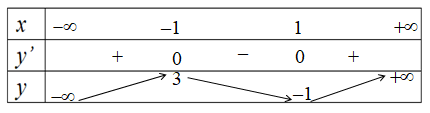 x −∞ −1 1 +∞
y’ + 0 − 0 +
y −∞ 3 −1 +∞